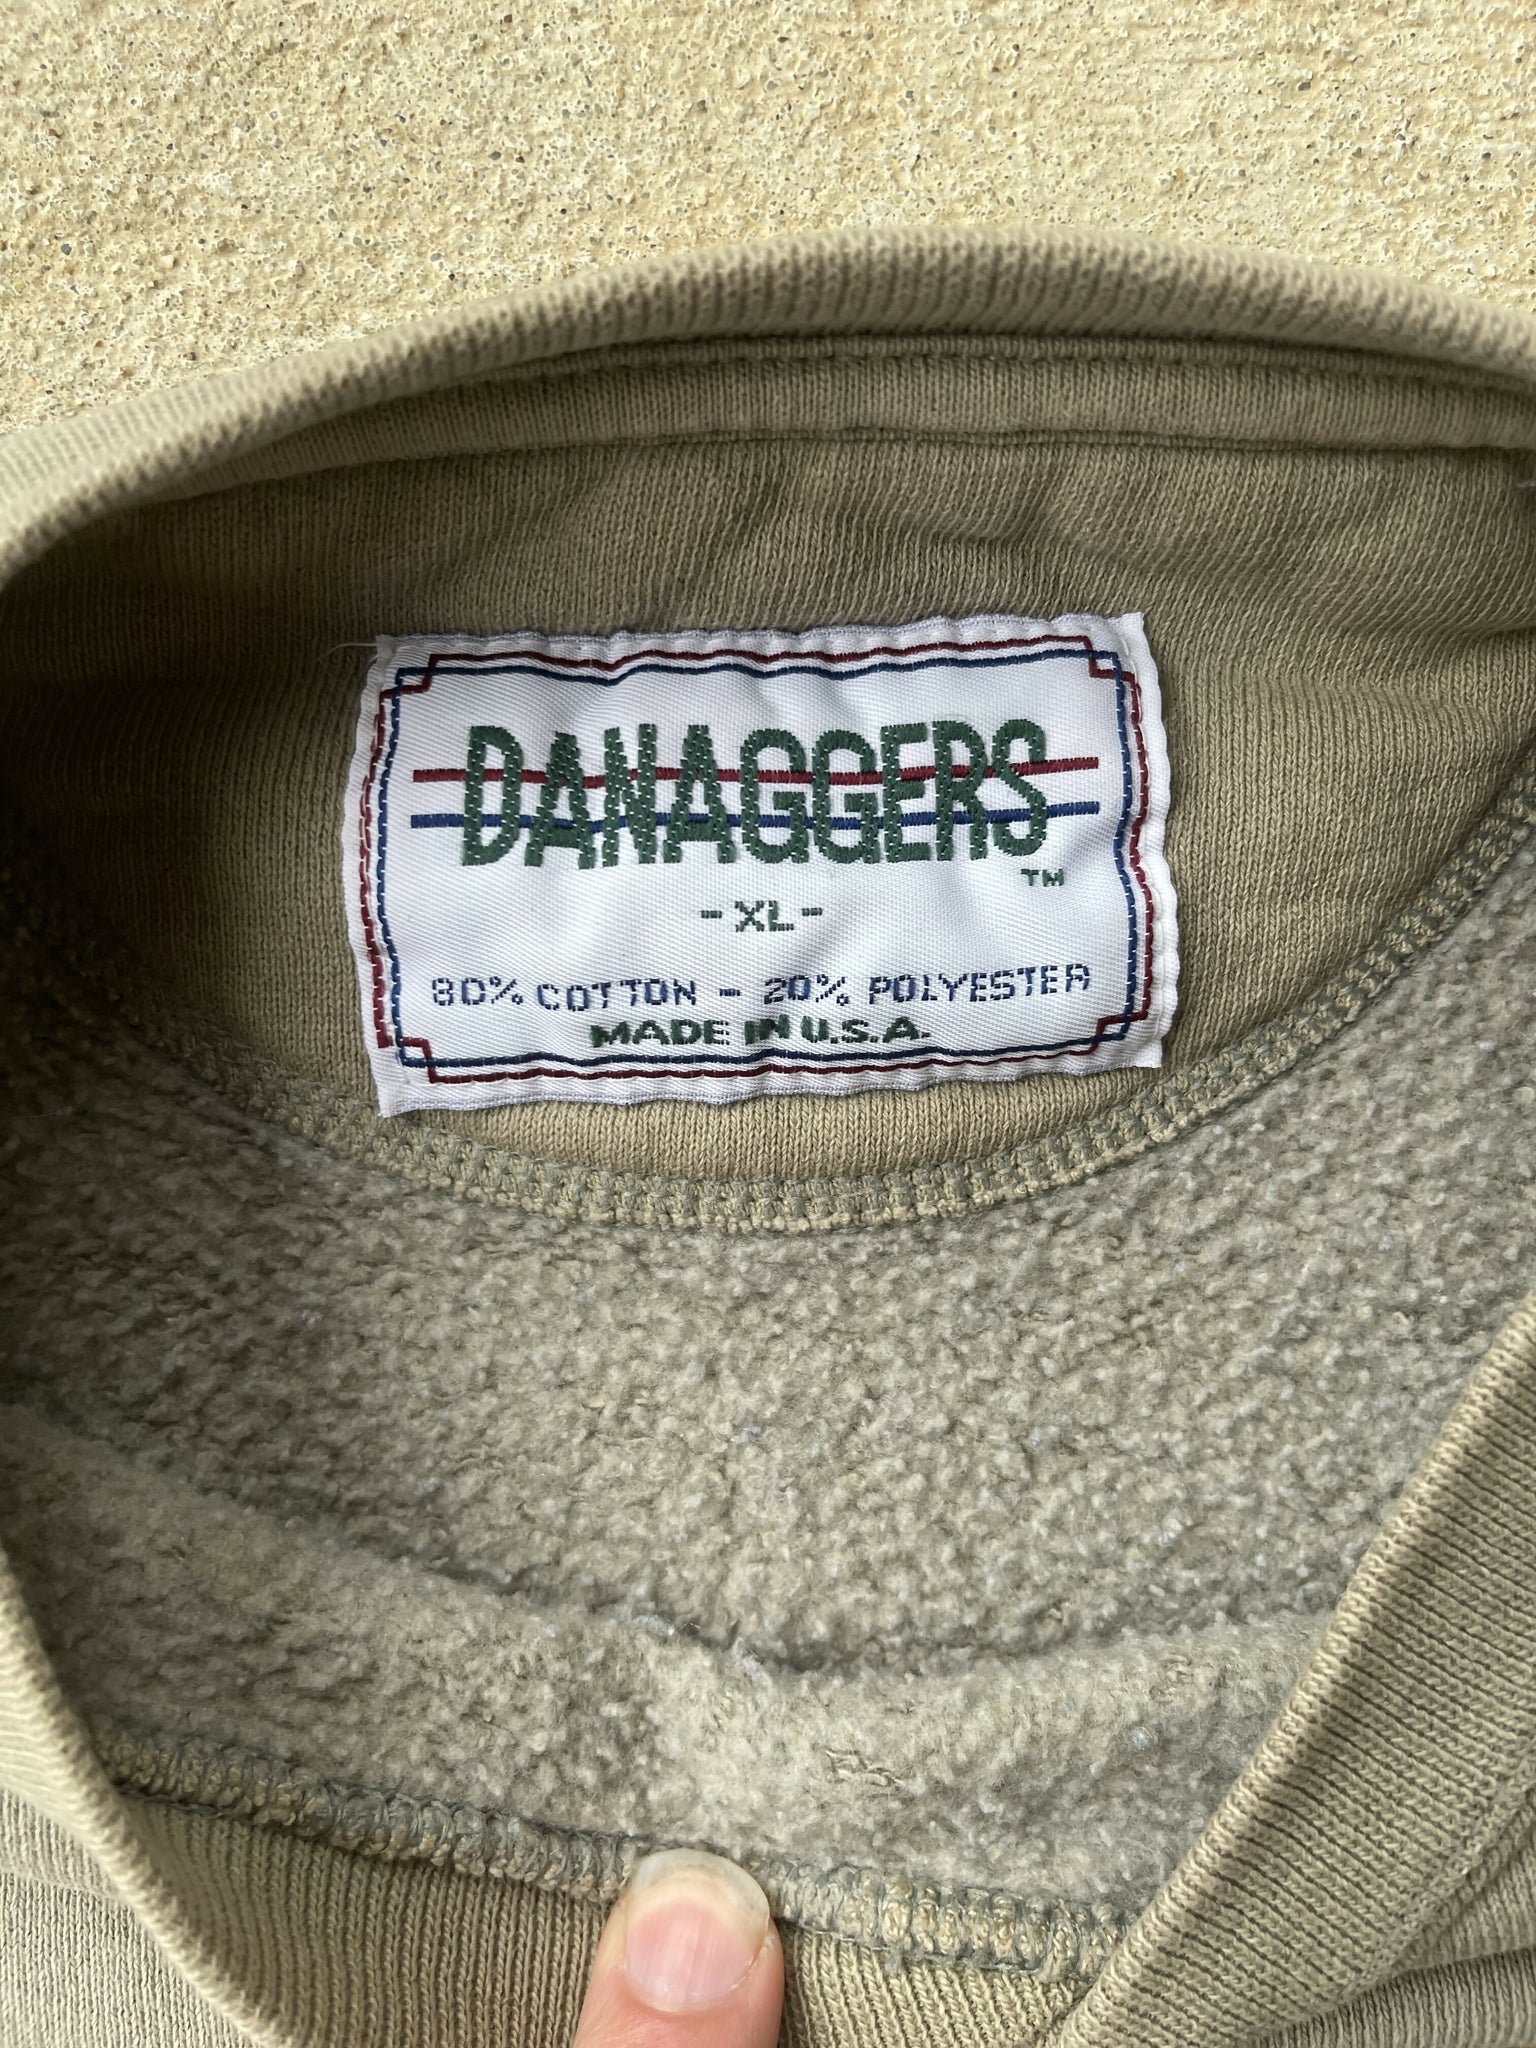 DANAGGERS
TM
- XL -
80% COTTON - 20% POLYESTER
MADE IN U.S.A.